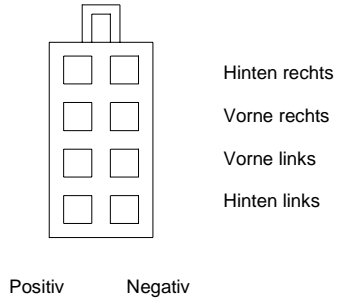 Hinten rechts
Vorne rechts
Vorne links
Hinten links
Positiv Negativ